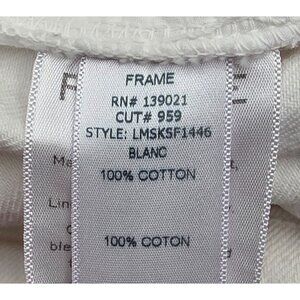 FRAME
RN# 139021
CUT# 959
STYLE: LMSKSF1446
BLANC
100% COTTON
100% COTON